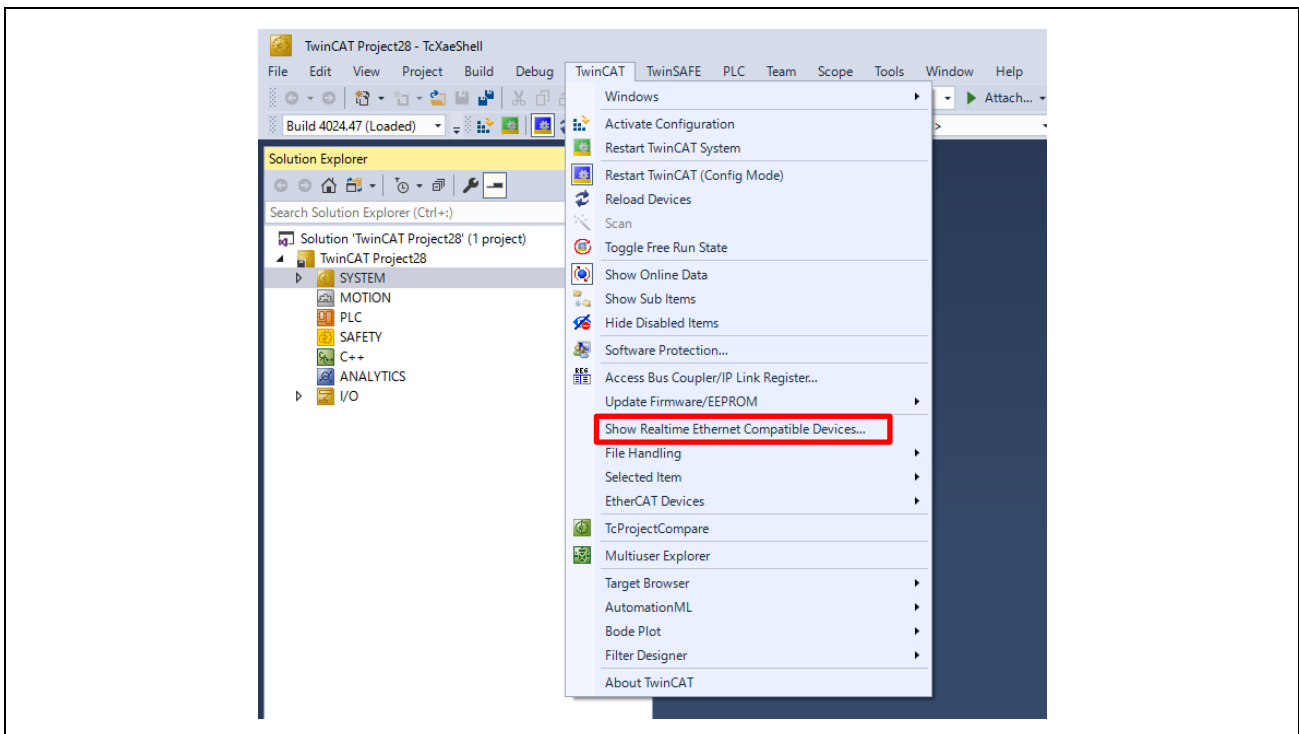 TwinCAT Project28 - TcXaeShell
File Edit View Project Build Debug TwinCAT TwinSAFE PLC Team Scope Tools Window Help
Attach...
Build 4024.47 (Loaded)
>
Solution Explorer
Search Solution Explorer (Ctrl+:)
Solution 'TwinCAT Project28' (1 project)
TwinCAT Project28
SYSTEM
MOTION
PLC
SAFETY
C++
ANALYTICS
I/O
Windows
Activate Configuration
Restart TwinCAT System
Restart TwinCAT (Config Mode)
Reload Devices
Scan
Toggle Free Run State
Show Online Data
Show Sub Items
Hide Disabled Items
Software Protection...
REG
Access Bus Coupler/IP Link Register...
Update Firmware/EEPROM
Show Realtime Ethernet Compatible Devices...
File Handling
Selected Item
EtherCAT Devices
TcProjectCompare
Multiuser Explorer
Target Browser
AutomationML
Bode Plot
Filter Designer
About TwinCAT